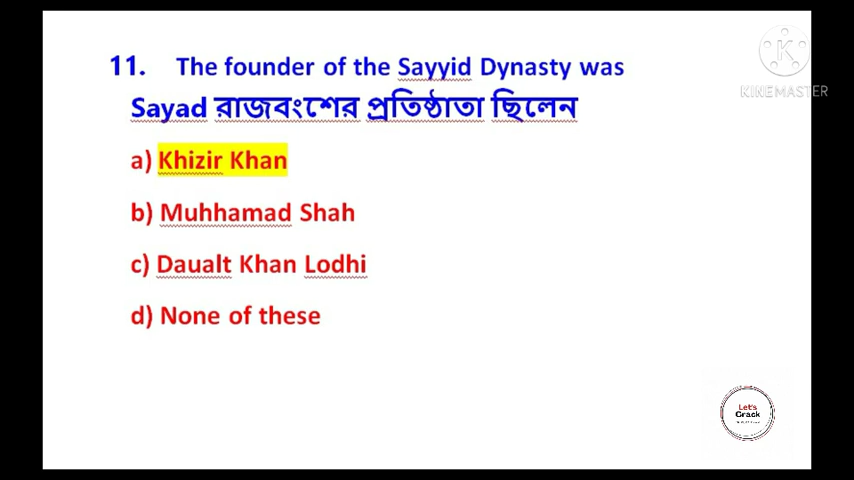 11. The founder of the Sayyid Dynasty was
Sayad রাজবংশের প্রতিষ্ঠাতা ছিলেন
a) Khizir Khan
b) Muhhamad Shah
c) Daualt Khan Lodhi
d) None of these
K
KINEMASTER
Let's
Crack